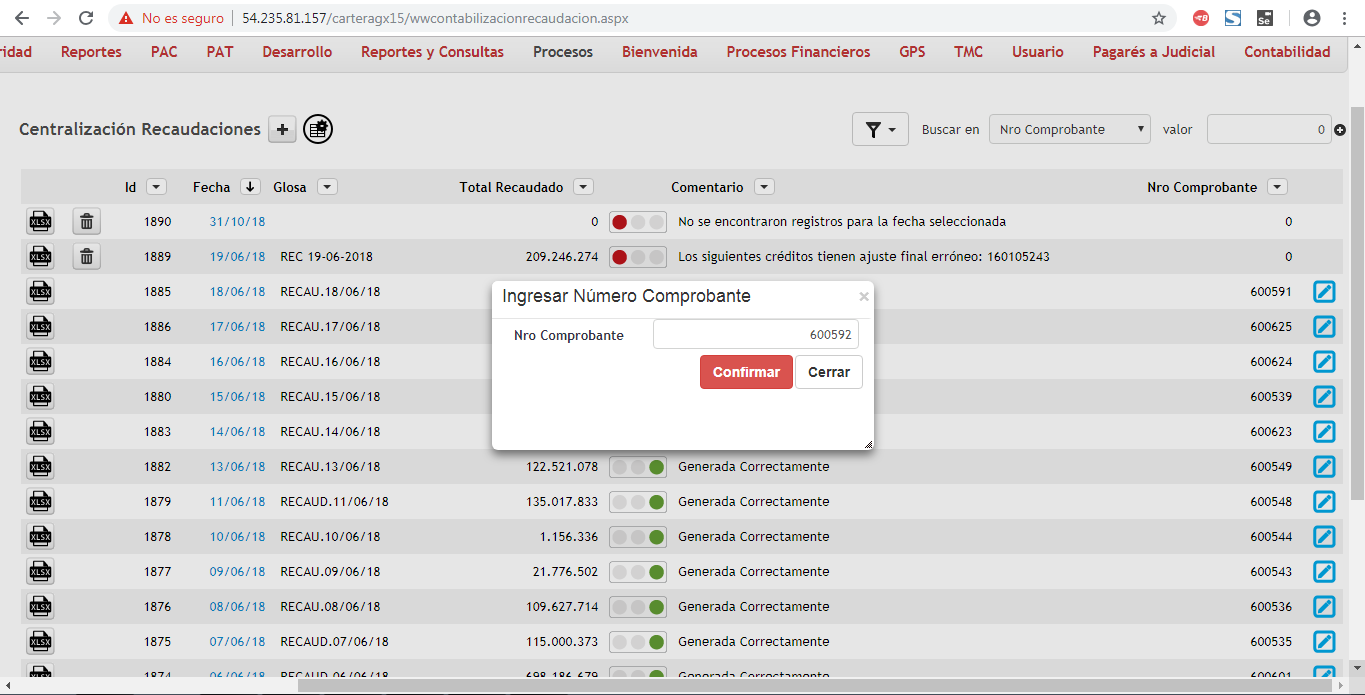 No es seguro 54.235.81.157/carteragx15/wwcontabilizacionrecaudacion.aspx
ridad Reportes PAC PAT Desarrollo Reportes y Consultas Procesos Bienvenida Procesos Financieros GPS TMC Usuario Pagarés a Judicial Contabilidad
Centralización Recaudaciones Buscar en Nro Comprobante valor 0
Id Fecha Glosa Total Recaudado Comentario Nro Comprobante
XLSX 1890 31/10/18 0 No se encontraron registros para la fecha seleccionada 0
XLSX 1889 19/06/18 REC 19-06-2018 209.246.274 Los siguientes créditos tienen ajuste final erróneo: 160105243 0
XLSX 1885 18/06/18 RECAU.18/06/18 600591
XLSX 1886 17/06/18 RECAU.17/06/18 600625
XLSX 1884 16/06/18 RECAU.16/06/18 600624
XLSX 1880 15/06/18 RECAU.15/06/18 600539
XLSX 1883 14/06/18 RECAU.14/06/18 600623
Ingresar Número Comprobante ×
Nro Comprobante 600592
Confirmar Cerrar
XLSX 1882 13/06/18 RECAU.13/06/18 122.521.078 Generada Correctamente 600549
XLSX 1879 11/06/18 RECAUD.11/06/18 135.017.833 Generada Correctamente 600548
XLSX 1878 10/06/18 RECAU.10/06/18 1.156.336 Generada Correctamente 600544
XLSX 1877 09/06/18 RECAU.09/06/18 21.776.502 Generada Correctamente 600543
XLSX 1876 08/06/18 RECAU.08/06/18 109.627.714 Generada Correctamente 600536
XLSX 1875 07/06/18 RECAUD.07/06/18 115.000.373 Generada Correctamente 600535
XLSX 1874 06/06/18 RECAUD.06/06/18 698.186.679 Generada Correctamente 600601